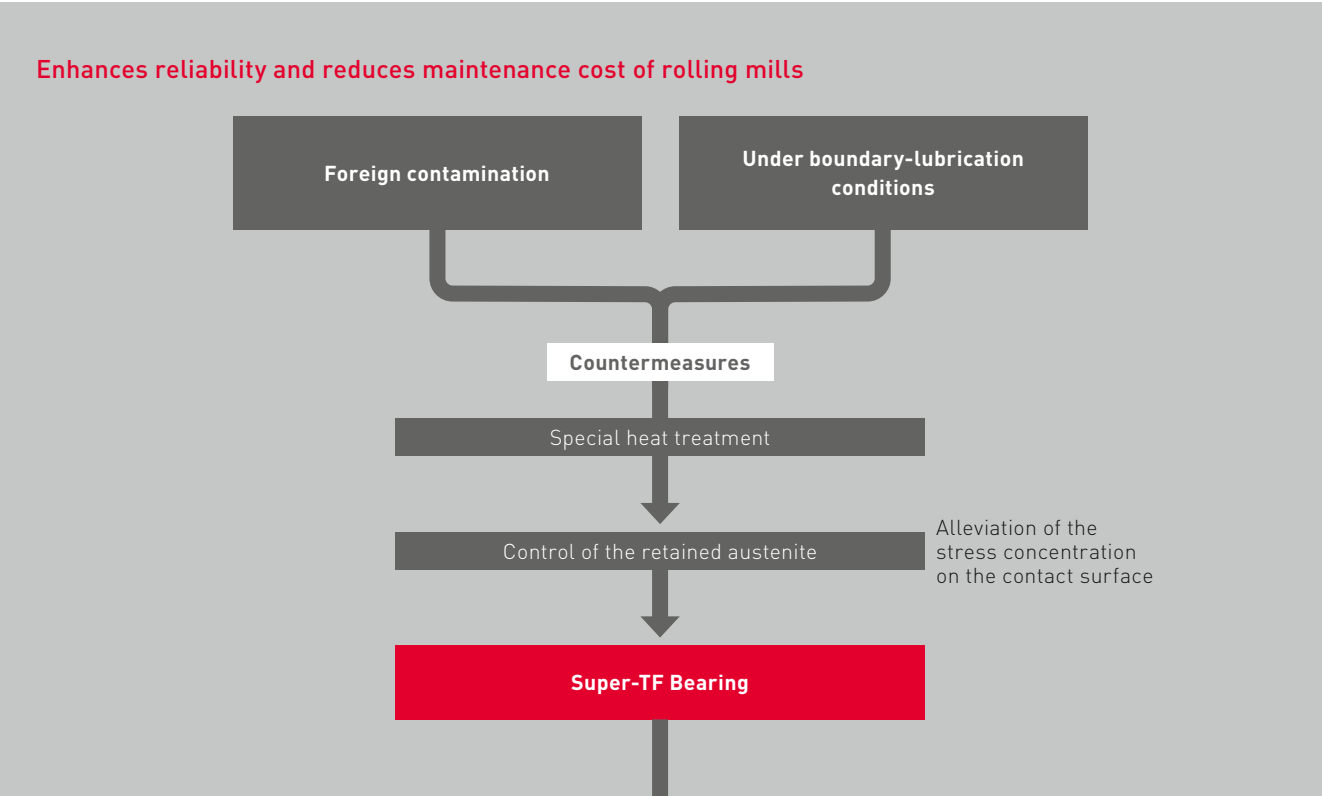 Enhances reliability and reduces maintenance cost of rolling mills
Foreign contamination
Under boundary-lubrication
conditions
Countermeasures
Special heat treatment
Control of the retained austenite
Alleviation of the
stress concentration
on the contact surface
Super-TF Bearing